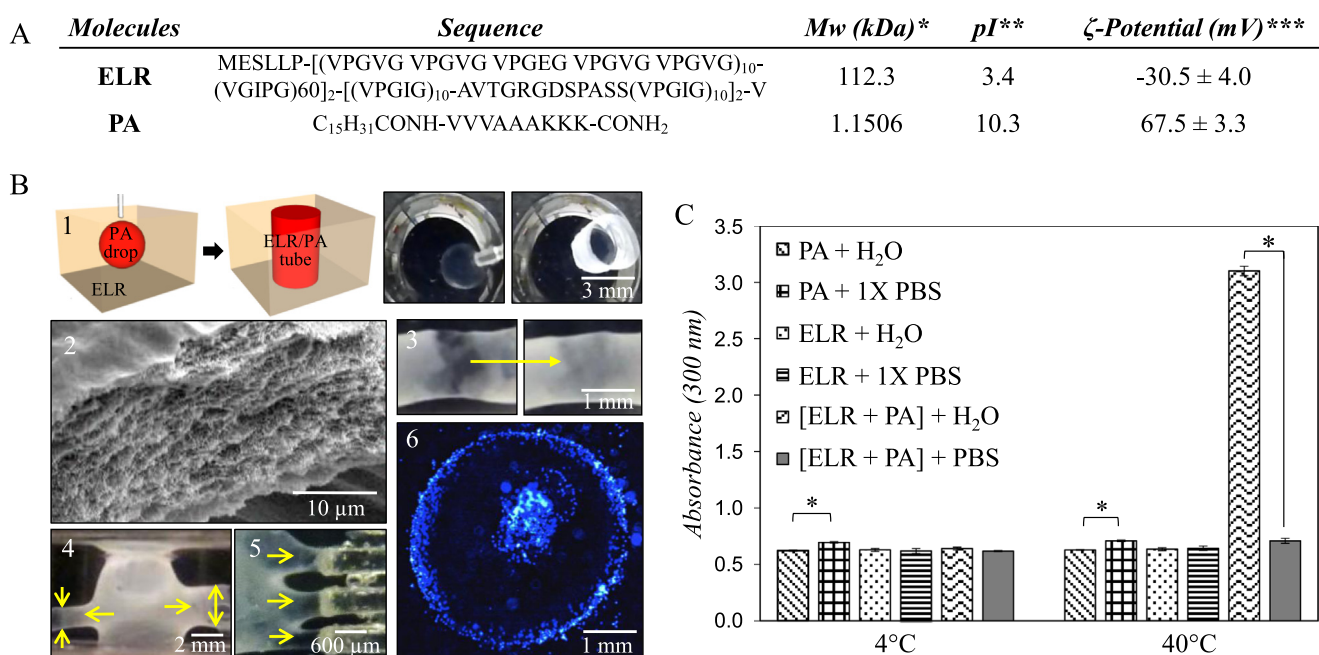 A
Molecules Sequence Mw (kDa)* pI** ζ-Potential (mV)***
ELR MESLLP-[(VPGVG VPGVG VPGEG VPGVG VPGVG)10-
(VGIPG)60]2-[(VPGIG)10-AVTGRGDSPASS(VPGIG)10]2-V 112.3 3.4 -30.5 ± 4.0
PA C15H31CONH-VVVAAAKKK-CONH2 1.1506 10.3 67.5 ± 3.3
B
1
PA
drop
ELR
ELR/PA
tube
3 mm
2
10 µm
3
1 mm
4
2 mm
5
600 µm
6
1 mm
C
Absorbance (300 nm)
3.5
3.0
2.5
2.0
1.5
1.0
0.5
0.0
PA + H2O
PA + 1X PBS
ELR + H2O
ELR + 1X PBS
[ELR + PA] + H2O
[ELR + PA] + PBS
*
*
*
4°C
40°C